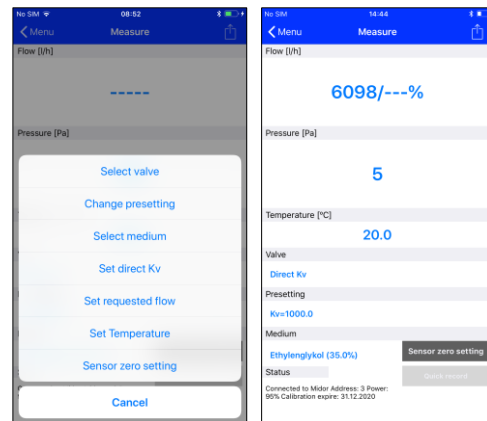 No SIM 08:52
Menu Measure
Flow [l/h]
-----
Pressure [Pa]
Select valve
Change presetting
Select medium
Set direct Kv
Set requested flow
Set Temperature
Sensor zero setting
Cancel
No SIM 14:44
Menu Measure
Flow [l/h]
6098/---%
Pressure [Pa]
5
Temperature [°C]
20.0
Valve
Direct Kv
Presetting
Kv=1000.0
Medium
Ethylenglykol (35.0%)
Sensor zero setting
Status
Quick record
Connected to Midor Address: 3 Power:
95% Calibration expire: 31.12.2020